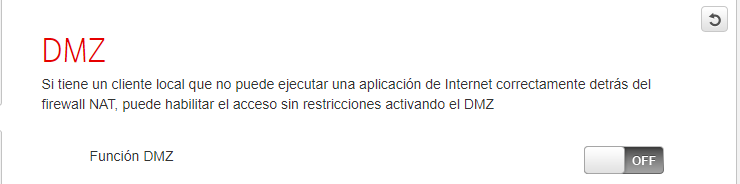 DMZ
Si tiene un cliente local que no puede ejecutar una aplicación de Internet correctamente detrás del
firewall NAT, puede habilitar el acceso sin restricciones activando el DMZ
Función DMZ
OFF